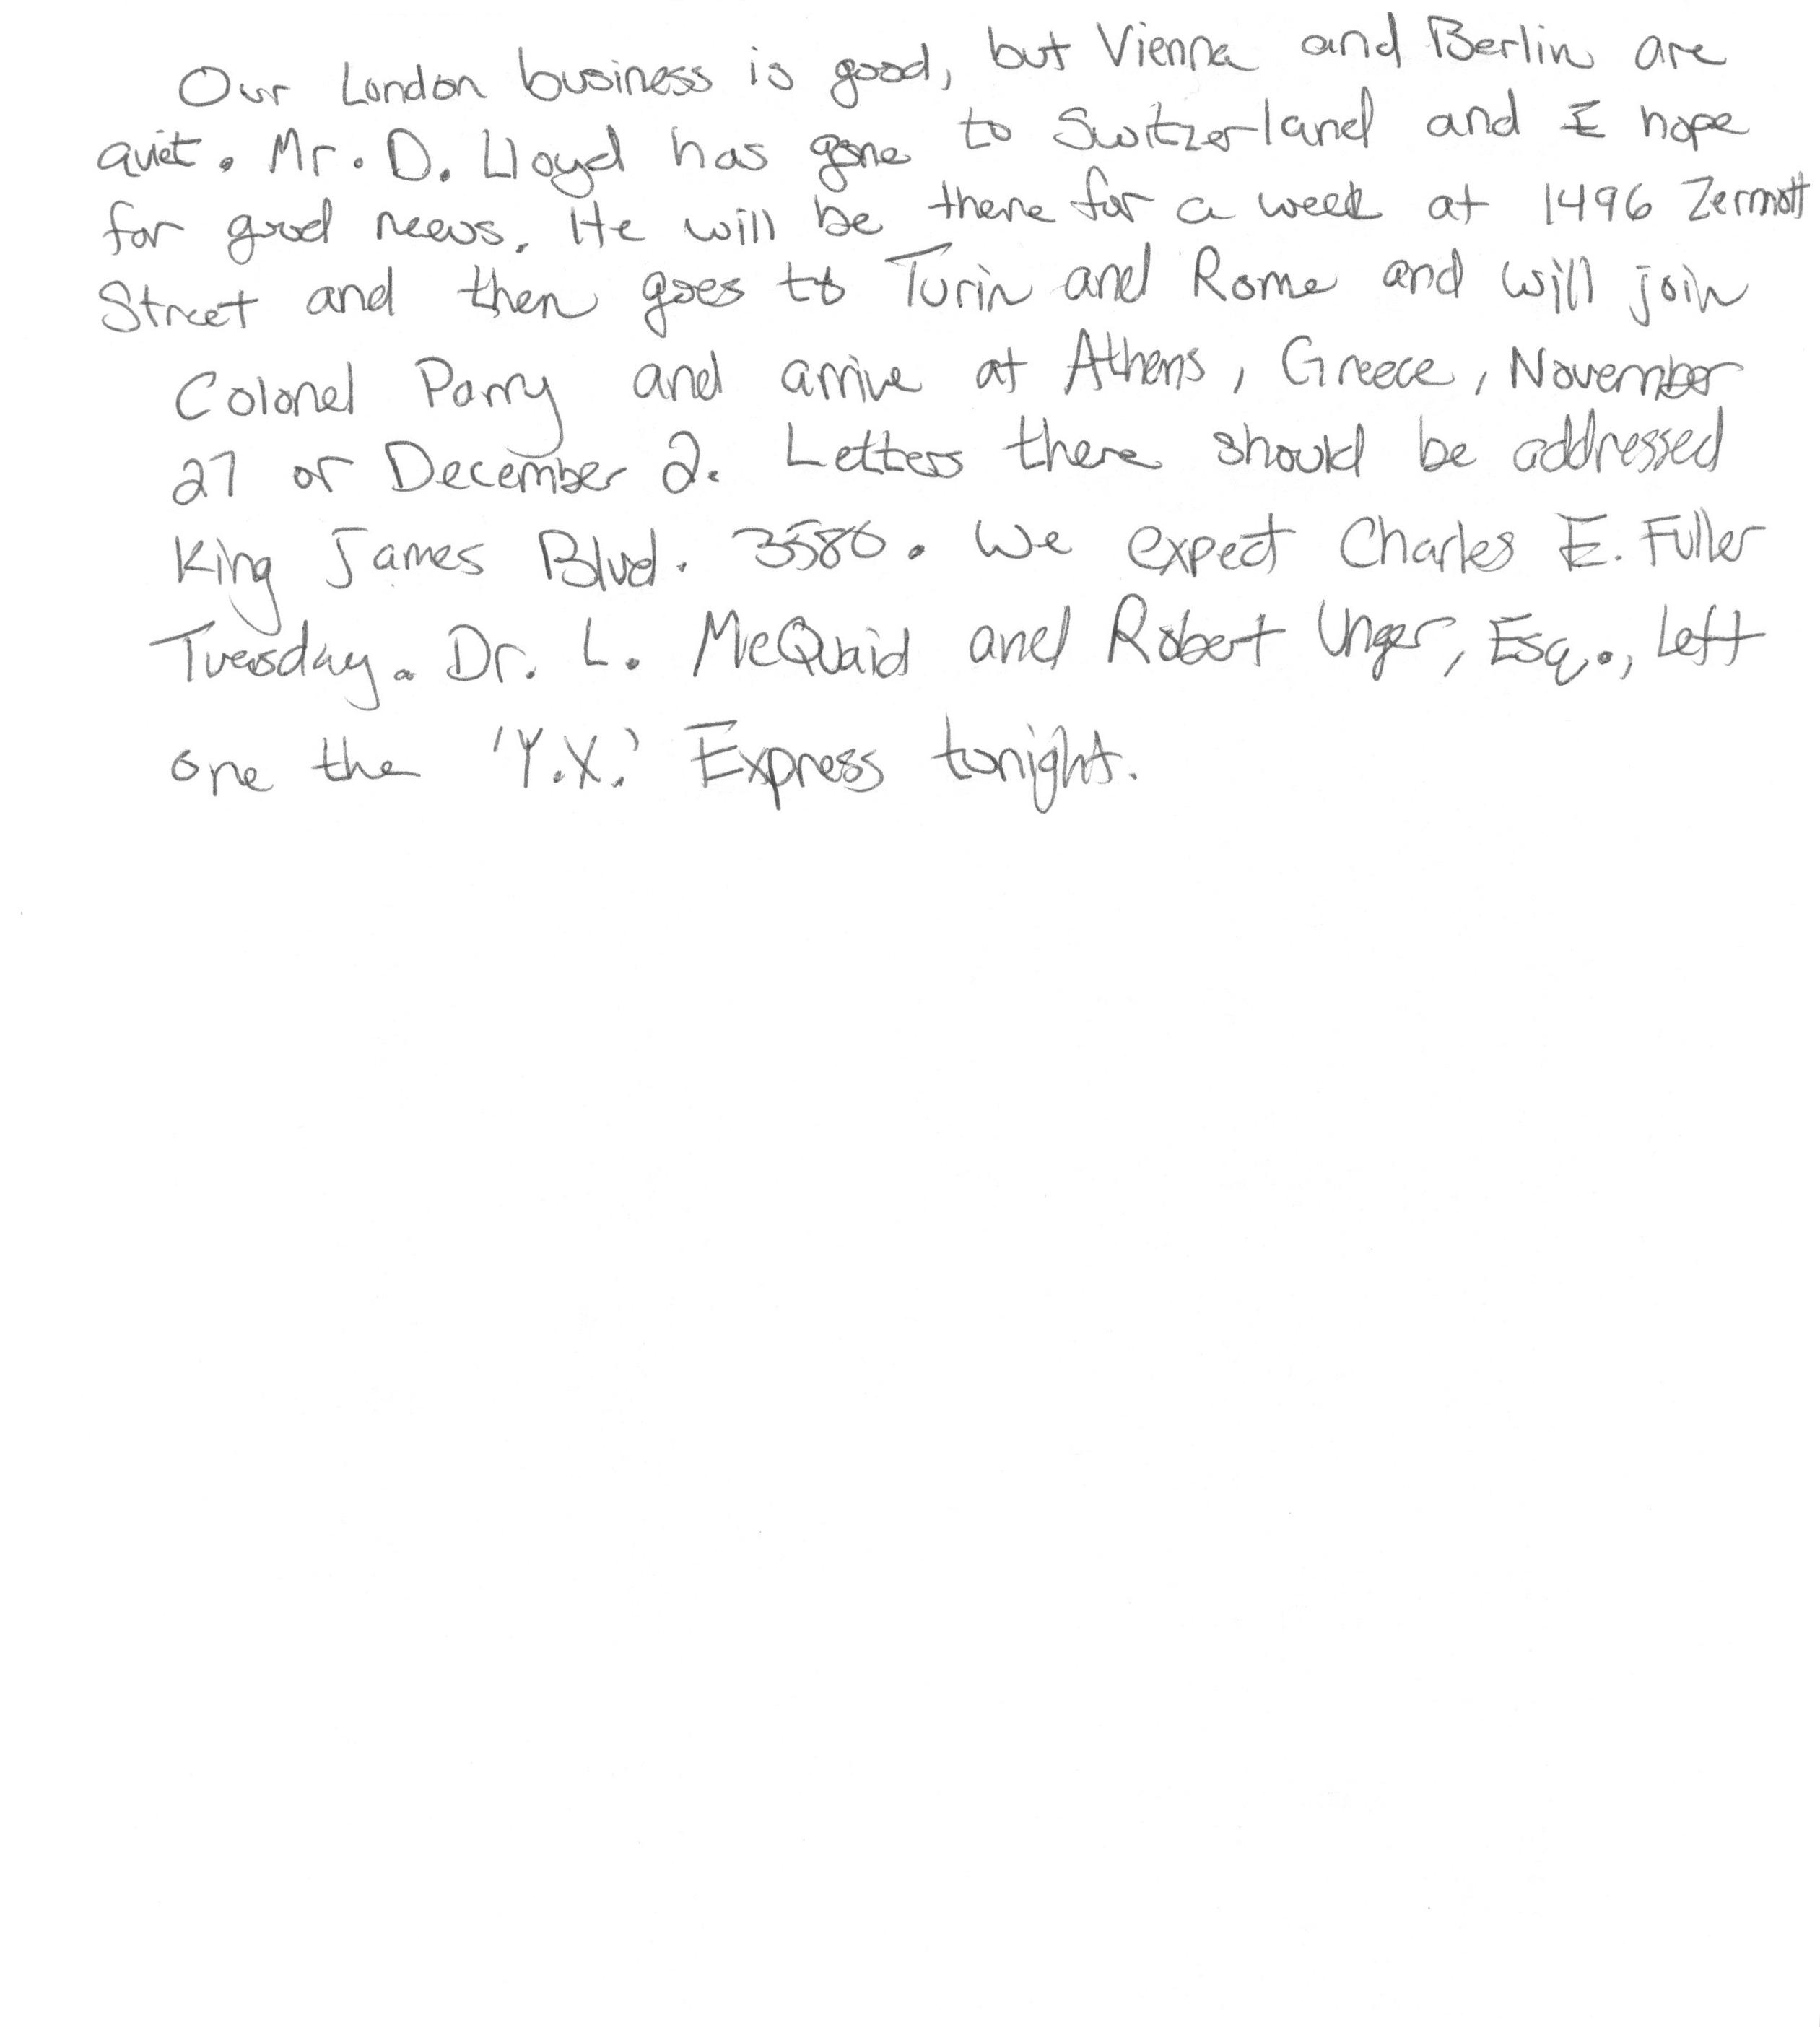 Our London business is good, but Vienna and Berlin are
quiet. Mr. D. Lloyd has gone to Switzerland and I hope
for good news. He will be there for a week at 1496 Zermott
Street and then goes to Turin and Rome and will join
Colonel Parry and arrive at Athens, Greece, November
27 or December 2. Letters there should be addressed
King James Blvd. 3580. We expect Charles E. Fuller
Tuesday. Dr. L. McQuaid and Robert Unger, Esq., Left
one the 'Y.X.' Express tonight.